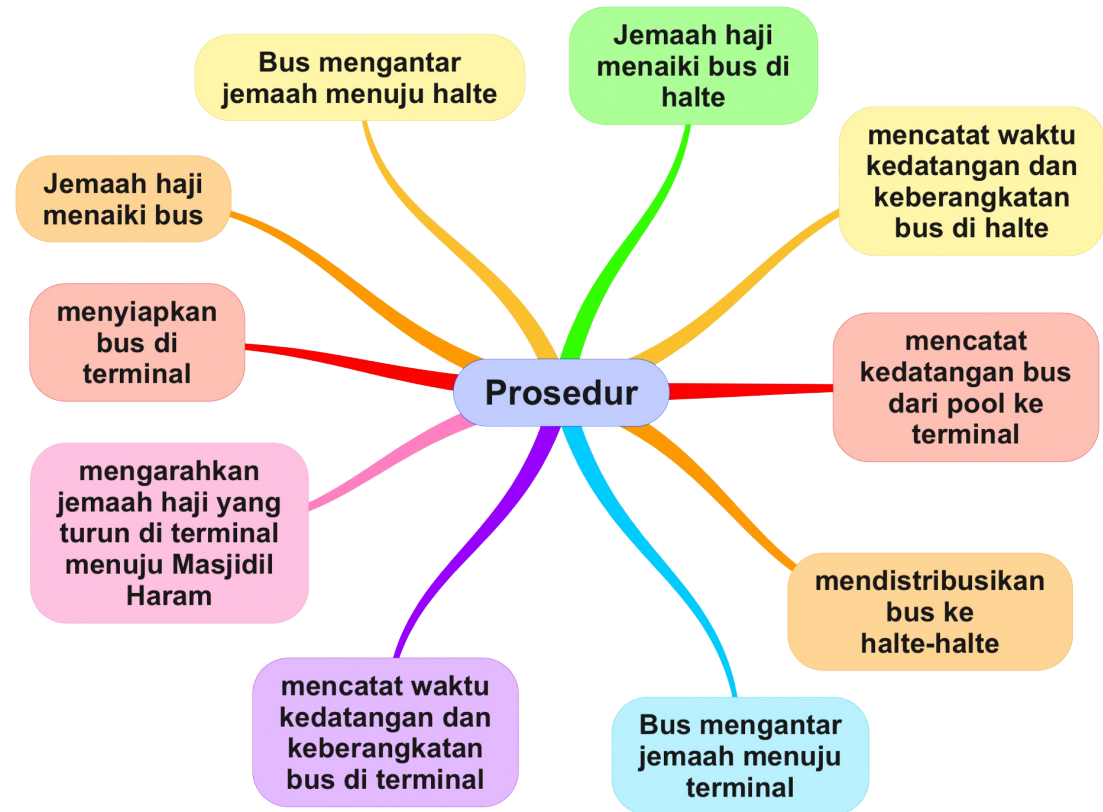 Prosedur
Jemaah haji
menaiki bus di
halte
mencatat waktu
kedatangan dan
keberangkatan
bus di halte
mencatat
kedatangan bus
dari pool ke
terminal
mendistribusikan
bus ke
halte-halte
Bus mengantar
jemaah menuju
terminal
mencatat waktu
kedatangan dan
keberangkatan
bus di terminal
mengarahkan
jemaah haji yang
turun di terminal
menuju Masjidil
Haram
menyiapkan
bus di
terminal
Jemaah haji
menaiki bus
Bus mengantar
jemaah menuju halte